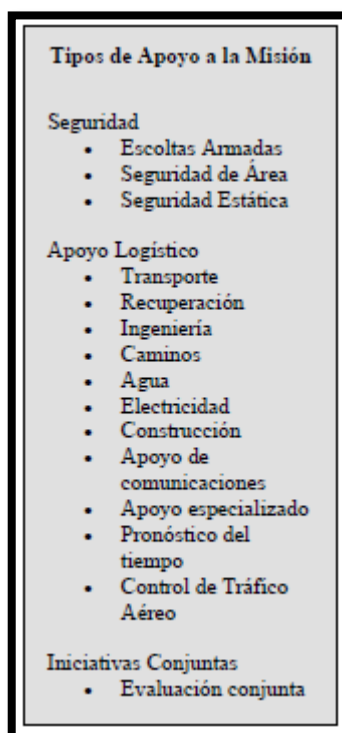 Tipos de Apoyo a la Misión
Seguridad
• Escoltas Armadas
• Seguridad de Área
• Seguridad Estática
Apoyo Logístico
• Transporte
• Recuperación
• Ingeniería
• Caminos
• Agua
• Electricidad
• Construcción
• Apoyo de
comunicaciones
• Apoyo especializado
• Pronóstico del
tiempo
• Control de Tráfico
Aéreo
Iniciativas Conjuntas
• Evaluación conjunta